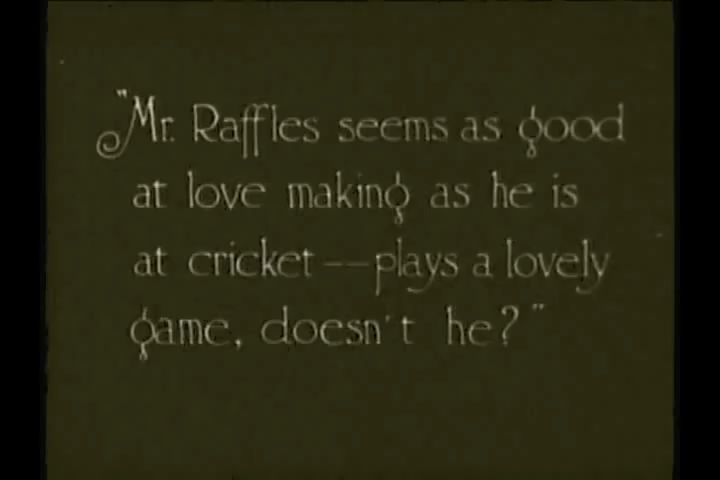 "Mr. Raffles seems as good
at love making as he is
at cricket—plays a lovely
game, doesn't he?"